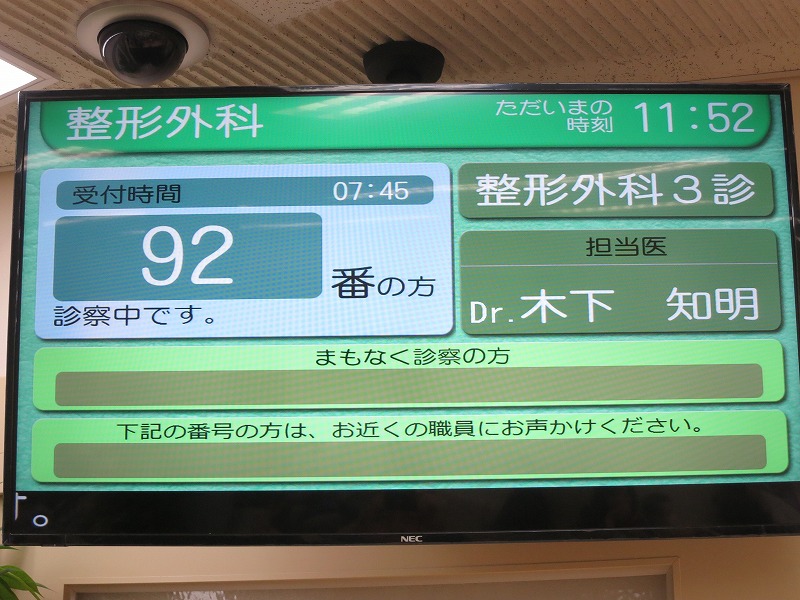 整形外科
ただいまの
時刻
11:52
受付時間 07:45
92
番の方
診察中です。
整形外科3診
担当医
Dr.木下 知明
まもなく診察の方
下記の番号の方は、お近くの職員にお声かけください。
。
NEC